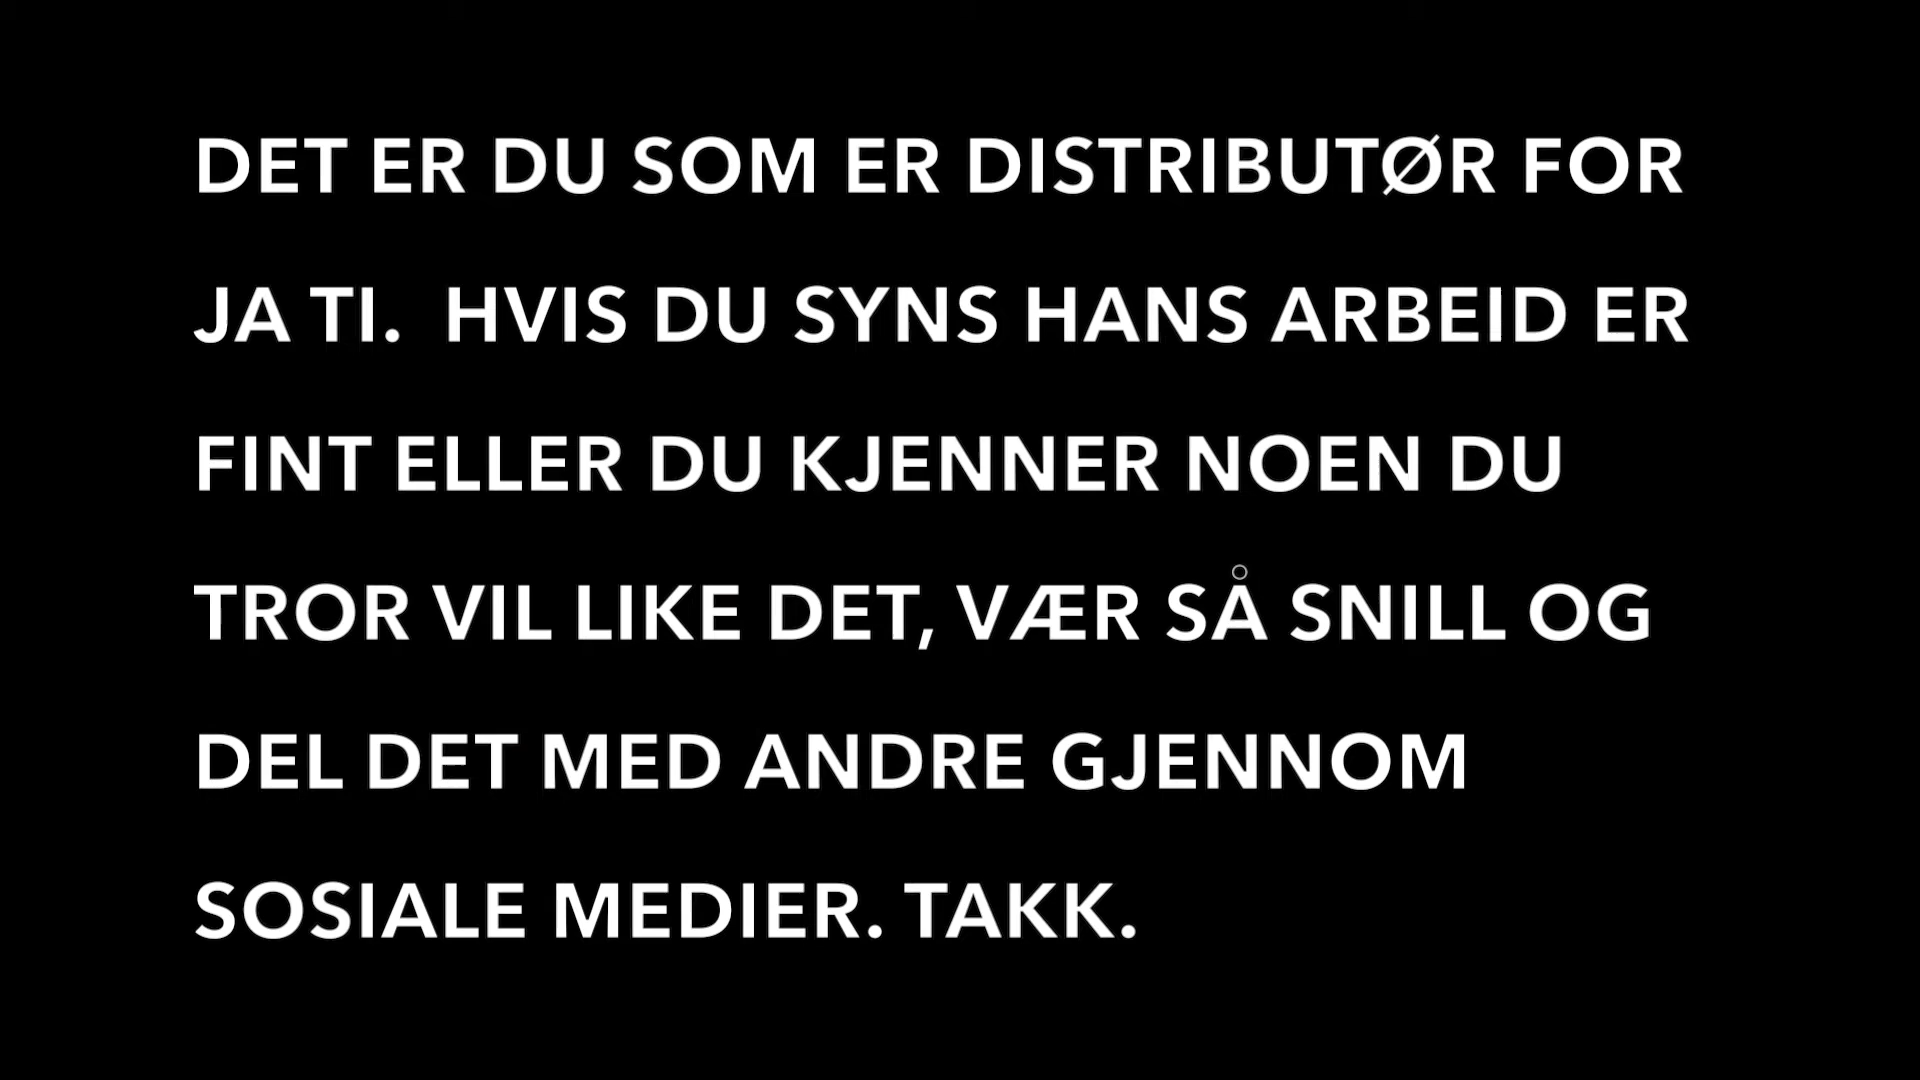 DET ER DU SOM ER DISTRIBUTØR FOR
JA TI.  HVIS DU SYNS HANS ARBEID ER
FINT ELLER DU KJENNER NOEN DU
TROR VIL LIKE DET, VÆR SÅ SNILL OG
DEL DET MED ANDRE GJENNOM
SOSIALE MEDIER. TAKK.